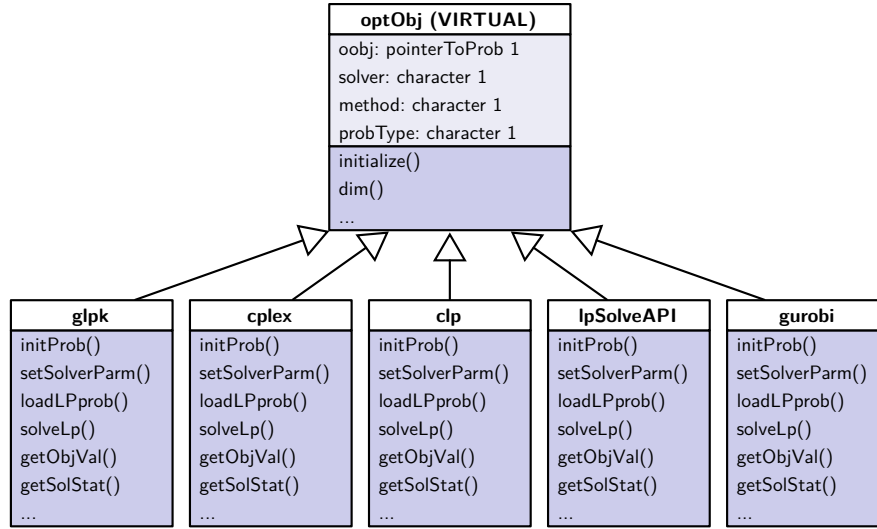 optObj (VIRTUAL)
oobj: pointerToProb 1
solver: character 1
method: character 1
probType: character 1
initialize()
dim()
...
glpk
initProb()
setSolverParm()
loadLPprob()
solveLp()
getObjVal()
getSolStat()
...
cplex
initProb()
setSolverParm()
loadLPprob()
solveLp()
getObjVal()
getSolStat()
...
clp
initProb()
setSolverParm()
loadLPprob()
solveLp()
getObjVal()
getSolStat()
...
lpSolveAPI
initProb()
setSolverParm()
loadLPprob()
solveLp()
getObjVal()
getSolStat()
...
gurobi
initProb()
setSolverParm()
loadLPprob()
solveLp()
getObjVal()
getSolStat()
...